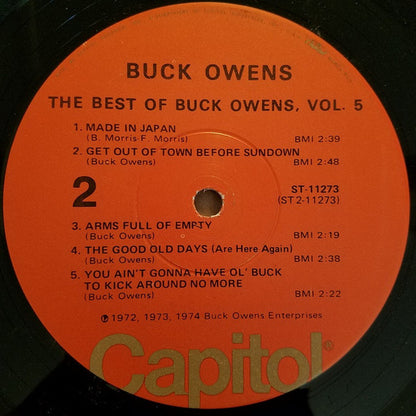 BUCK OWENS
THE BEST OF BUCK OWENS, VOL. 5
1. MADE IN JAPAN
(B. Morris-F. Morris) BMI 2:39
2. GET OUT OF TOWN BEFORE SUNDOWN
(Buck Owens) BMI 2:48
2
ST-11273
(ST 2-11273)
3. ARMS FULL OF EMPTY
(Buck Owens) BMI 2:19
4. THE GOOD OLD DAYS (Are Here Again)
(Buck Owens) BMI 2:38
5. YOU AIN'T GONNA HAVE OL' BUCK
TO KICK AROUND NO MORE
(Buck Owens) BMI 2:22
℗ 1972, 1973, 1974 Buck Owens Enterprises
Capitol®